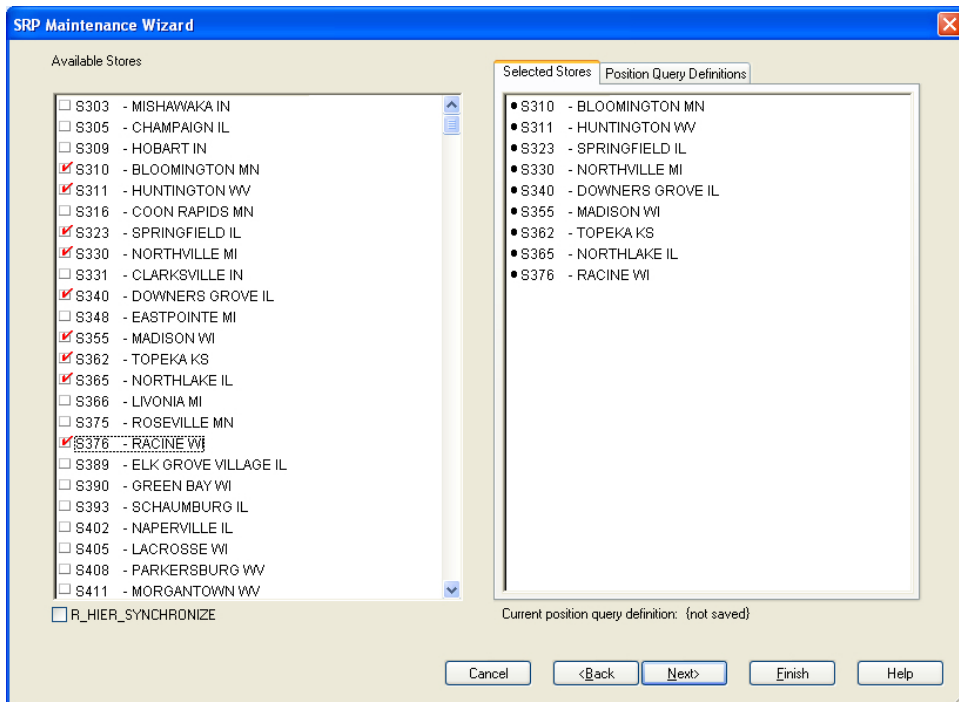 SRP Maintenance Wizard
Available Stores
S303 - MISHAWAKA IN
S305 - CHAMPAIGN IL
S309 - HOBART IN
S310 - BLOOMINGTON MN
S311 - HUNTINGTON WV
S316 - COON RAPIDS MN
S323 - SPRINGFIELD IL
S330 - NORTHVILLE MI
S331 - CLARKSVILLE IN
S340 - DOWNERS GROVE IL
S348 - EASTPOINTE MI
S355 - MADISON WI
S362 - TOPEKA KS
S365 - NORTHLAKE IL
S366 - LIVONIA MI
S375 - ROSEVILLE MN
S376 - RACINE WI
S389 - ELK GROVE VILLAGE IL
S390 - GREEN BAY WI
S393 - SCHAUMBURG IL
S402 - NAPERVILLE IL
S405 - LACROSSE WI
S408 - PARKERSBURG WV
S411 - MORGANTOWN WV
R_HIER_SYNCHRONIZE
Selected Stores Position Query Definitions
• S310 - BLOOMINGTON MN
• S311 - HUNTINGTON WV
• S323 - SPRINGFIELD IL
• S330 - NORTHVILLE MI
• S340 - DOWNERS GROVE IL
• S355 - MADISON WI
• S362 - TOPEKA KS
• S365 - NORTHLAKE IL
• S376 - RACINE WI
Current position query definition: {not saved}
Cancel <Back Next> Finish Help